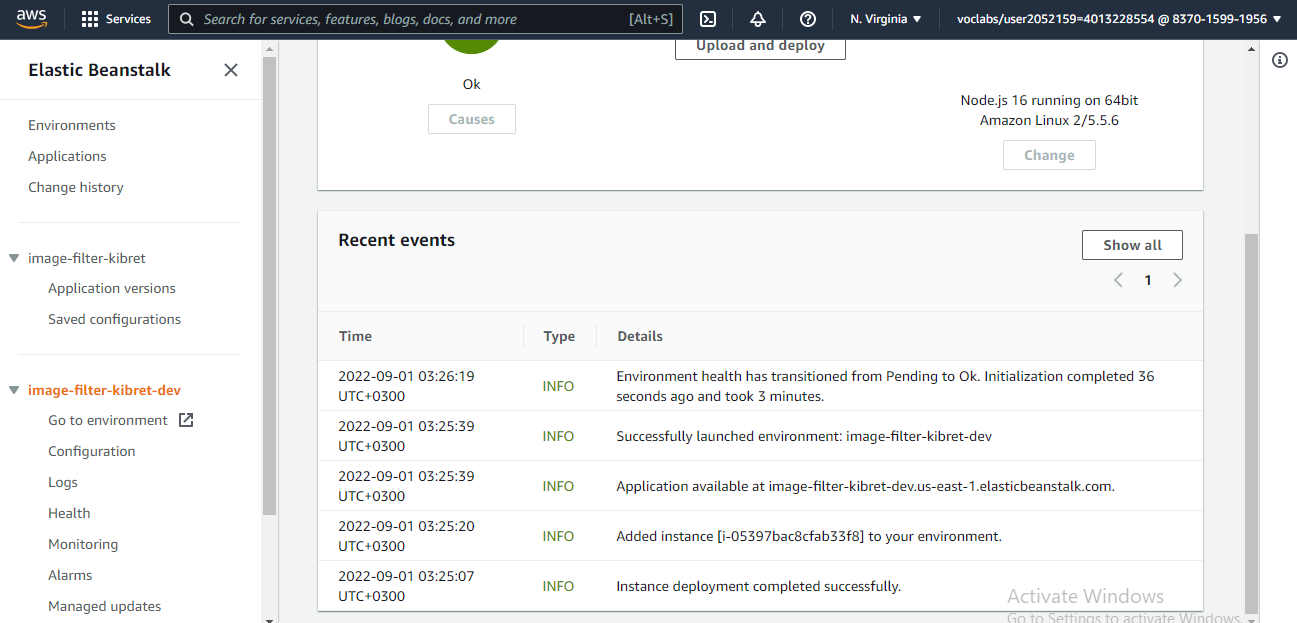 aws
Services
Search for services, features, blogs, docs, and more
[Alt+S]
N. Virginia
voclabs/user2052159=4013228554 @ 8370-1599-1956
Elastic Beanstalk
Environments
Applications
Change history
image-filter-kibret
Application versions
Saved configurations
image-filter-kibret-dev
Go to environment
Configuration
Logs
Health
Monitoring
Alarms
Managed updates
Ok
Causes
Upload and deploy
Node.js 16 running on 64bit
Amazon Linux 2/5.5.6
Change
Recent events
Show all
1
Time Type Details
2022-09-01 03:26:19
UTC+0300
INFO
Environment health has transitioned from Pending to Ok. Initialization completed 36
seconds ago and took 3 minutes.
2022-09-01 03:25:39
UTC+0300
INFO
Successfully launched environment: image-filter-kibret-dev
2022-09-01 03:25:39
UTC+0300
INFO
Application available at image-filter-kibret-dev.us-east-1.elasticbeanstalk.com.
2022-09-01 03:25:20
UTC+0300
INFO
Added instance [i-05397bac8cfab33f8] to your environment.
2022-09-01 03:25:07
UTC+0300
INFO
Instance deployment completed successfully.
Activate Windows
Go to Settings to activate Windows.